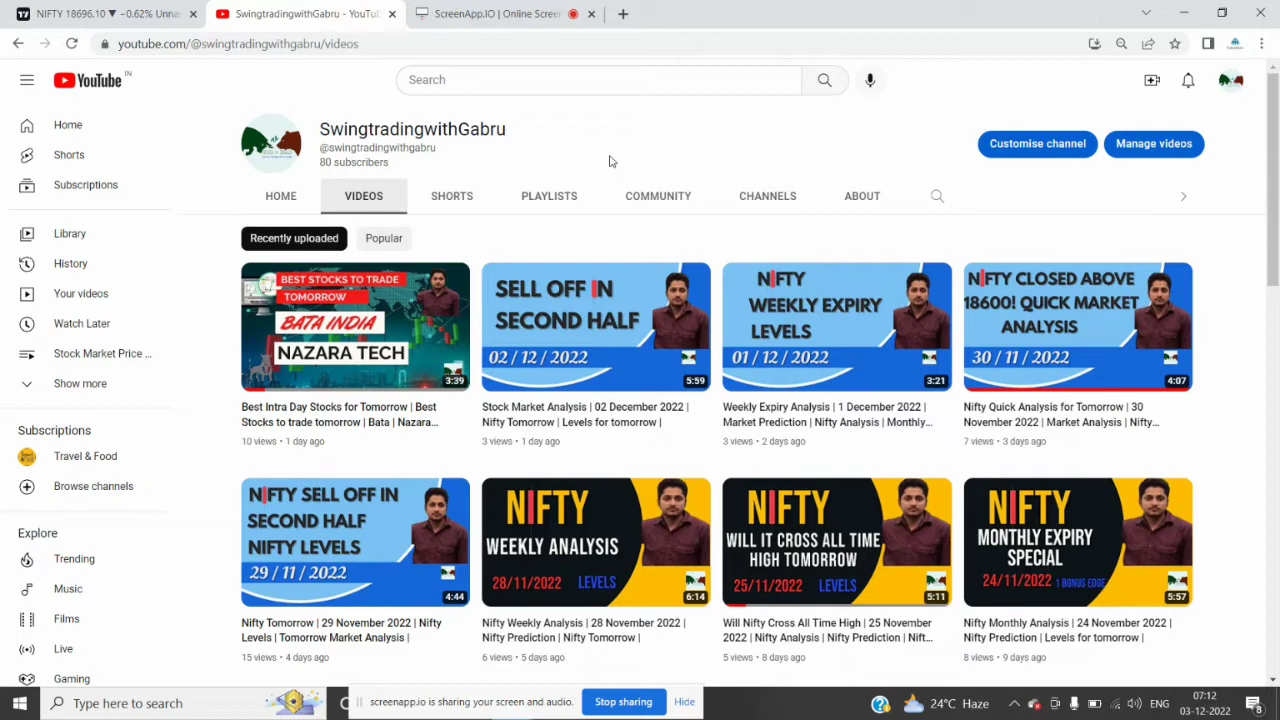 NIFTY 18696.10 ▼ −0.62% Unna
SwingtradingwithGabru - YouTu
ScreenApp.IO | Online Scree
youtube.com/@swingtradingwithgabru/videos
YouTube IN
Search
Home
Shorts
Subscriptions
Library
History
Your videos
Watch Later
Stock Market Price ...
Show more
Subscriptions
Travel & Food
Browse channels
Explore
Trending
Music
Films
Live
Gaming
SwingtradingwithGabru
@swingtradingwithgabru
80 subscribers
Customise channel
Manage videos
HOME
VIDEOS
SHORTS
PLAYLISTS
COMMUNITY
CHANNELS
ABOUT
Recently uploaded
Popular
BEST STOCKS TO TRADE
TOMORROW
BATA INDIA
NAZARA TECH
3:39
Best Intra Day Stocks for Tomorrow | Best
Stocks to trade tomorrow | Bata | Nazara...
10 views • 1 day ago
SELL OFF IN
SECOND HALF
02 / 12 / 2022
5:59
Stock Market Analysis | 02 December 2022 |
Nifty Tomorrow | Levels for tomorrow |
3 views • 1 day ago
NIFTY
WEEKLY EXPIRY
LEVELS
01 / 12 / 2022
3:21
Weekly Expiry Analysis | 1 December 2022 |
Market Prediction | Nifty Analysis | Monthly...
3 views • 2 days ago
NIFTY CLOSED ABOVE
18600! QUICK MARKET
ANALYSIS
30 / 11 / 2022
4:07
Nifty Quick Analysis for Tomorrow | 30
November 2022 | Market Analysis | Nifty...
7 views • 3 days ago
NIFTY SELL OFF IN
SECOND HALF
NIFTY LEVELS
29 / 11 / 2022
4:44
Nifty Tomorrow | 29 November 2022 | Nifty
Levels | Tomorrow Market Analysis |
15 views • 4 days ago
NIFTY
WEEKLY ANALYSIS
28/11/2022 LEVELS
6:14
Nifty Weekly Analysis | 28 November 2022 |
Nifty Prediction | Nifty Tomorrow |
6 views • 5 days ago
NIFTY
WILL IT CROSS ALL TIME
HIGH TOMORROW
25/11/2022 LEVELS
5:11
Will Nifty Cross All Time High | 25 November
2022 | Nifty Analysis | Nifty Prediction | Nift...
5 views • 8 days ago
NIFTY
MONTHLY EXPIRY
SPECIAL
24/11/2022 1 BONUS EDGE
5:57
Nifty Monthly Analysis | 24 November 2022 |
Nifty Prediction | Levels for tomorrow |
8 views • 9 days ago
screenapp.io is sharing your screen and audio.
Stop sharing
Hide
Type here to search
24°C Haze
ENG
07:12
03-12-2022
8